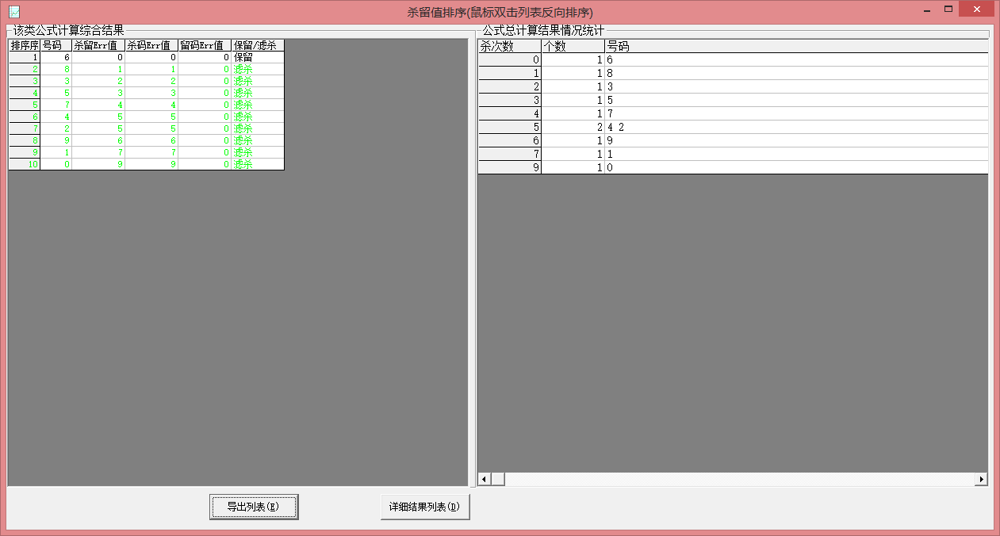 杀留值排序(鼠标双击列表反向排序)
该类公式计算综合结果
排序序 号码 杀留Err值 杀码Err值 留码Err值 保留/滤杀
1 6 0 0 0 保留
2 8 1 1 0 滤杀
3 3 2 2 0 滤杀
4 5 3 3 0 滤杀
5 7 4 4 0 滤杀
6 4 5 5 0 滤杀
7 2 5 5 0 滤杀
8 9 6 6 0 滤杀
9 1 7 7 0 滤杀
10 0 9 9 0 滤杀
公式总计算结果情况统计
杀次数 个数 号码
0 1 6
1 1 8
2 1 3
3 1 5
4 1 7
5 2 4 2
6 1 9
7 1 1
9 1 0
导出列表(E)
详细结果列表(D)